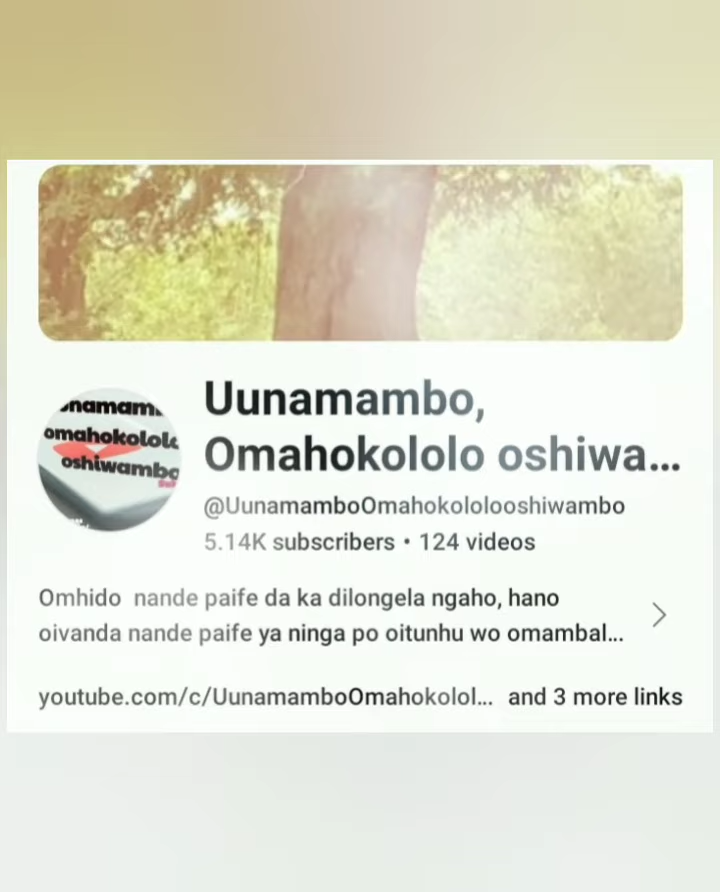 omahokolol
oshiwambo
Uunamambo,
Omahokololo oshiwa...
@UunamamboOmahokololooshiwambo
5.14K subscribers • 124 videos
Omhido nande paife da ka dilongela ngaho, hano
oivanda nande paife ya ninga po oitunhu wo omambal...
youtube.com/c/UunamamboOmahokolol... and 3 more links